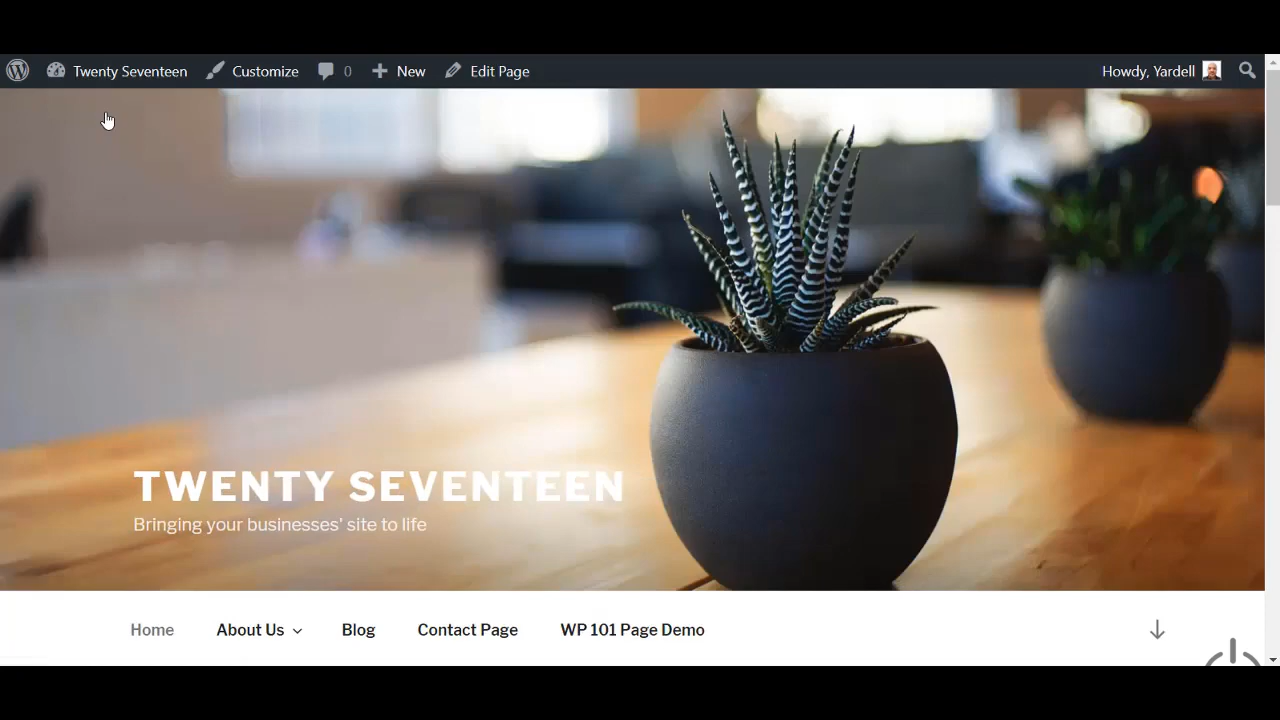 Twenty Seventeen Customize 0 New Edit Page Howdy, Yardell
TWENTY SEVENTEEN
Bringing your businesses' site to life
Home About Us Blog Contact Page WP 101 Page Demo